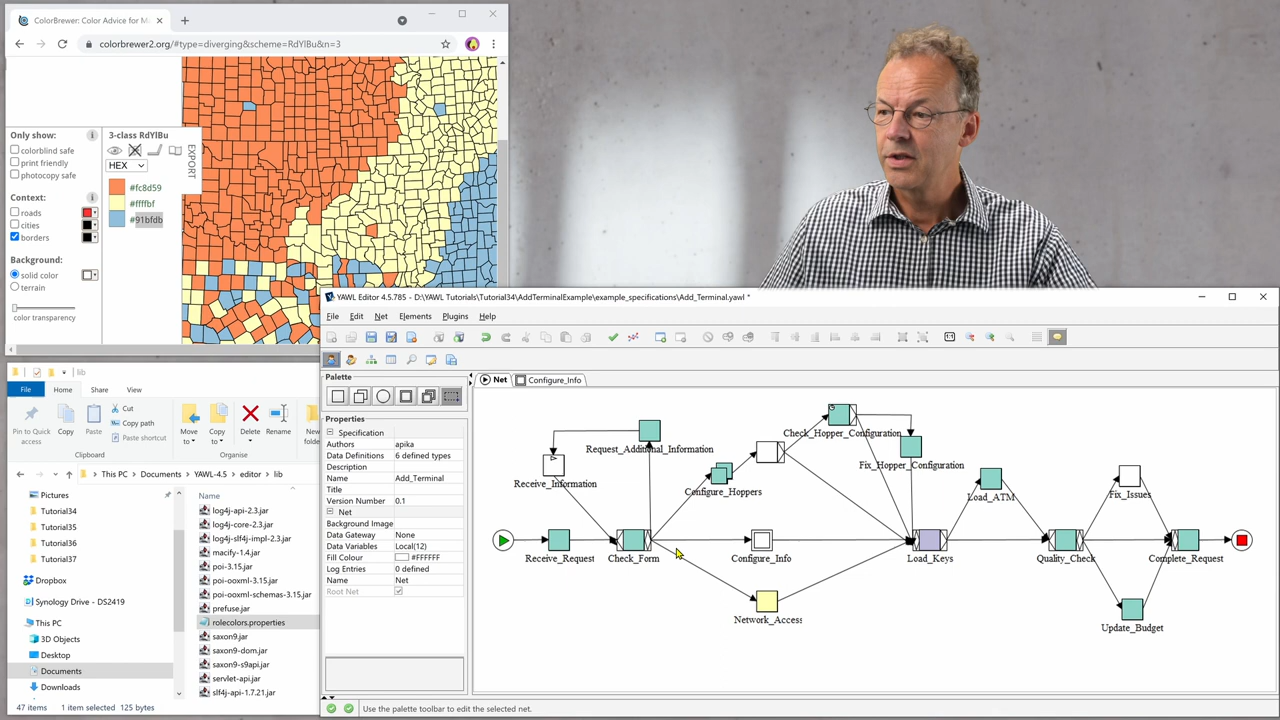 ColorBrewer: Color Advice for M
colorbrewer2.org/#type=diverging&scheme=RdYlBu&n=3
Only show:
colorblind safe
print friendly
photocopy safe
Context:
roads
cities
borders
Background:
solid color
terrain
color transparency
3-class RdYlBu
HEX
EXPORT
#fc8d59
#ffffbf
#91bfdb
lib
File
Home
Share
View
Pin to Quick access
Copy
Paste
Cut
Copy path
Paste shortcut
Clipboard
Move to
Copy to
Delete
Rename
New folder
Organise
This PC
Documents
YAWL-4.5
editor
lib
Pictures
Tutorial34
Tutorial35
Tutorial36
Tutorial37
Dropbox
Synology Drive - DS2419
This PC
3D Objects
Desktop
Documents
Downloads
Name
log4j-api-2.3.jar
log4j-core-2.3.jar
log4j-slf4j-impl-2.3.jar
macify-1.4.jar
poi-3.15.jar
poi-ooxml-3.15.jar
poi-ooxml-schemas-3.15.jar
prefuse.jar
rolecolors.properties
saxon9.jar
saxon9-dom.jar
saxon9-s9api.jar
servlet-api.jar
slf4j-api-1.7.21.jar
47 items
1 item selected
125 bytes
YAWL Editor 4.5.785 - D:\YAWL Tutorials\Tutorial34\AddTerminalExample\example_specifications\Add_Terminal.yawl *
File
Edit
Net
Elements
Plugins
Help
Palette
Properties
Specification
Authors apika
Data Definitions 6 defined types
Description
Name Add_Terminal
Title
Version Number 0.1
Net
Background Image
Data Gateway None
Data Variables Local(12)
Fill Colour #FFFFFF
Log Entries 0 defined
Name Net
Root Net
Net
Configure_Info
Check_Hopper_Configuration
Request_Additional_Information
Fix_Hopper_Configuration
Receive_Information
Configure_Hoppers
Load_ATM
Fix_Issues
Receive_Request
Check_Form
Configure_Info
Load_Keys
Quality_Check
Complete_Request
Network_Access
Update_Budget
Use the palette toolbar to edit the selected net.